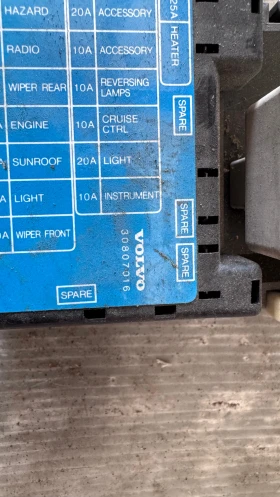 HAZARD 20A ACCESSORY
RADIO 10A ACCESSORY
25A HEATER
WIPER REAR 10A REVERSING
LAMPS
ENGINE 10A CRUISE
CTRL
SPARE
SUNROOF 20A LIGHT
LIGHT 10A INSTRUMENT
SPARE
WIPER FRONT
SPARE
SPARE
VOLVO
30807016